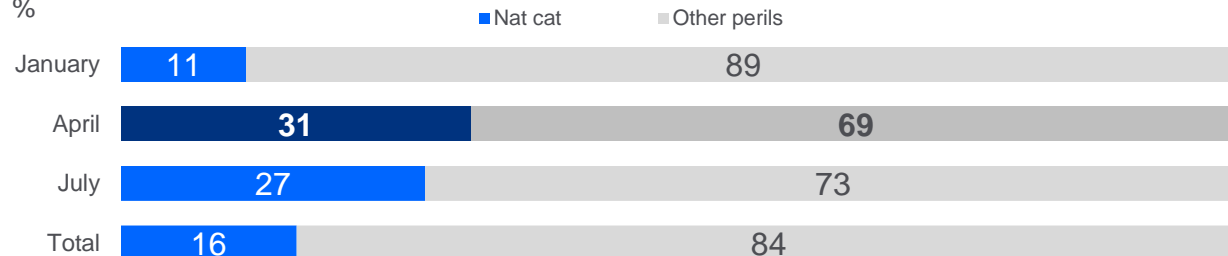 %
Nat cat Other perils
January 11 89
April 31 69
July 27 73
Total 16 84